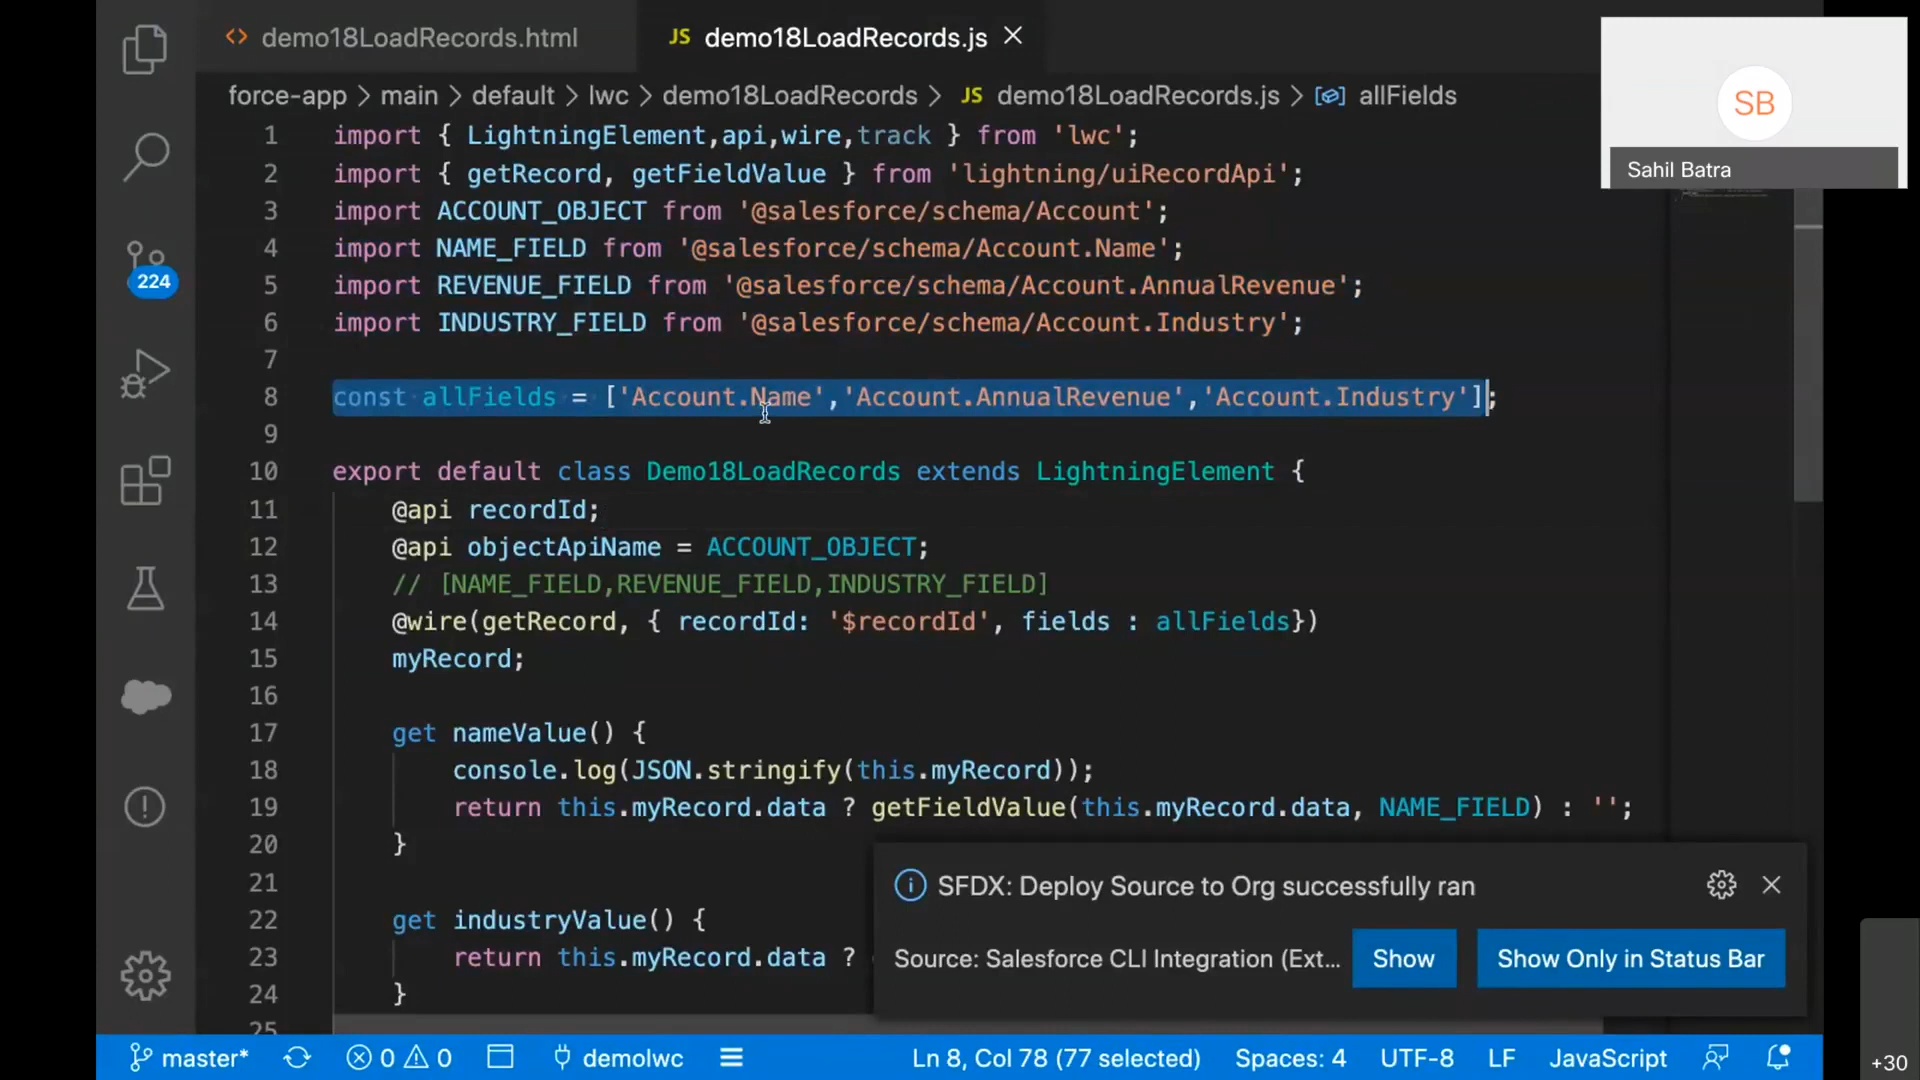 demo18LoadRecords.html
JS demo18LoadRecords.js
force-app > main > default > lwc > demo18LoadRecords > JS demo18LoadRecords.js > allFields
SB
Sahil Batra
1 import { LightningElement,api,wire,track } from 'lwc';
2 import { getRecord, getFieldValue } from 'lightning/uiRecordApi';
3 import ACCOUNT_OBJECT from '@salesforce/schema/Account';
4 import NAME_FIELD from '@salesforce/schema/Account.Name';
5 import REVENUE_FIELD from '@salesforce/schema/Account.AnnualRevenue';
6 import INDUSTRY_FIELD from '@salesforce/schema/Account.Industry';
7
8 const allFields = ['Account.Name','Account.AnnualRevenue','Account.Industry'];
9
10 export default class Demo18LoadRecords extends LightningElement {
11 @api recordId;
12 @api objectApiName = ACCOUNT_OBJECT;
13 // [NAME_FIELD,REVENUE_FIELD,INDUSTRY_FIELD]
14 @wire(getRecord, { recordId: '$recordId', fields : allFields})
15 myRecord;
16
17 get nameValue() {
18 console.log(JSON.stringify(this.myRecord));
19 return this.myRecord.data ? getFieldValue(this.myRecord.data, NAME_FIELD) : '';
20 }
21
22 get industryValue() {
23 return this.myRecord.data ?
24 }
25
224
SFDX: Deploy Source to Org successfully ran
Source: Salesforce CLI Integration (Ext...
Show
Show Only in Status Bar
master* 0 0 demolwc Ln 8, Col 78 (77 selected) Spaces: 4 UTF-8 LF JavaScript
+30